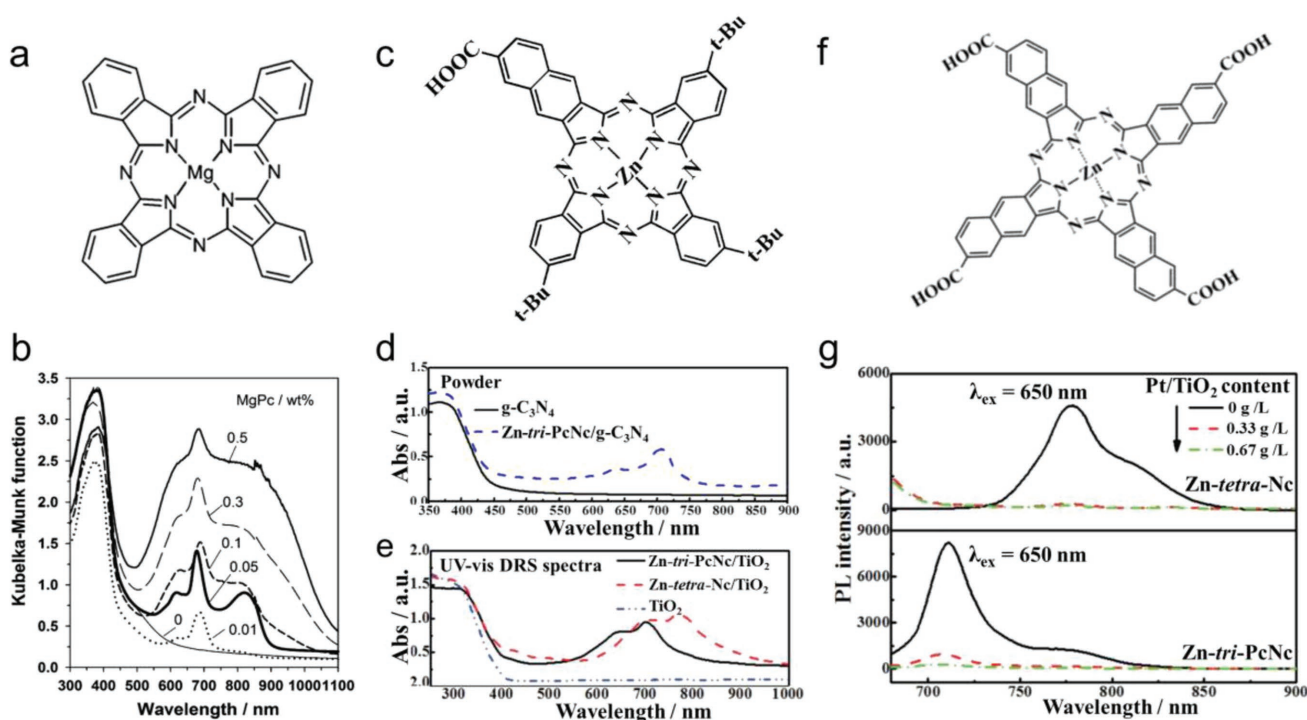 a
N
N
N
N
Mg
N
N
N
N
c
HOOC
t-Bu
N
N
N
N
Zn
N
N
N
N
t-Bu
t-Bu
f
HOOC
COOH
N
N
N
N
Zn
N
N
N
N
HOOC
COOH
b
Kubelka-Munk function
3.5
3.0
2.5
2.0
1.5
1.0
0.5
0.0
MgPc / wt%
0.5
0.3
0.1
0.05
0
0.01
300 400 500 600 700 800 900 1000 1100
Wavelength / nm
d
Abs / a.u.
1.5
1.0
0.5
0.0
Powder
g-C₃N₄
Zn-tri-PcNc/g-C₃N₄
350 400 450 500 550 600 650 700 750 800 900
Wavelength / nm
e
Abs / a.u.
2.0
1.5
1.0
0.5
2.0
UV-vis DRS spectra
Zn-tri-PcNc/TiO₂
Zn-tetra-Nc/TiO₂
TiO₂
300 400 500 600 700 800 900 1000
Wavelength / nm
g
PL intensity / a.u.
6000
3000
0
λex = 650 nm
Pt/TiO₂ content
0 g /L
0.33 g /L
0.67 g /L
Zn-tetra-Nc
9000
6000
3000
0
λex = 650 nm
Zn-tri-PcNc
700 750 800 850 900
Wavelength / nm